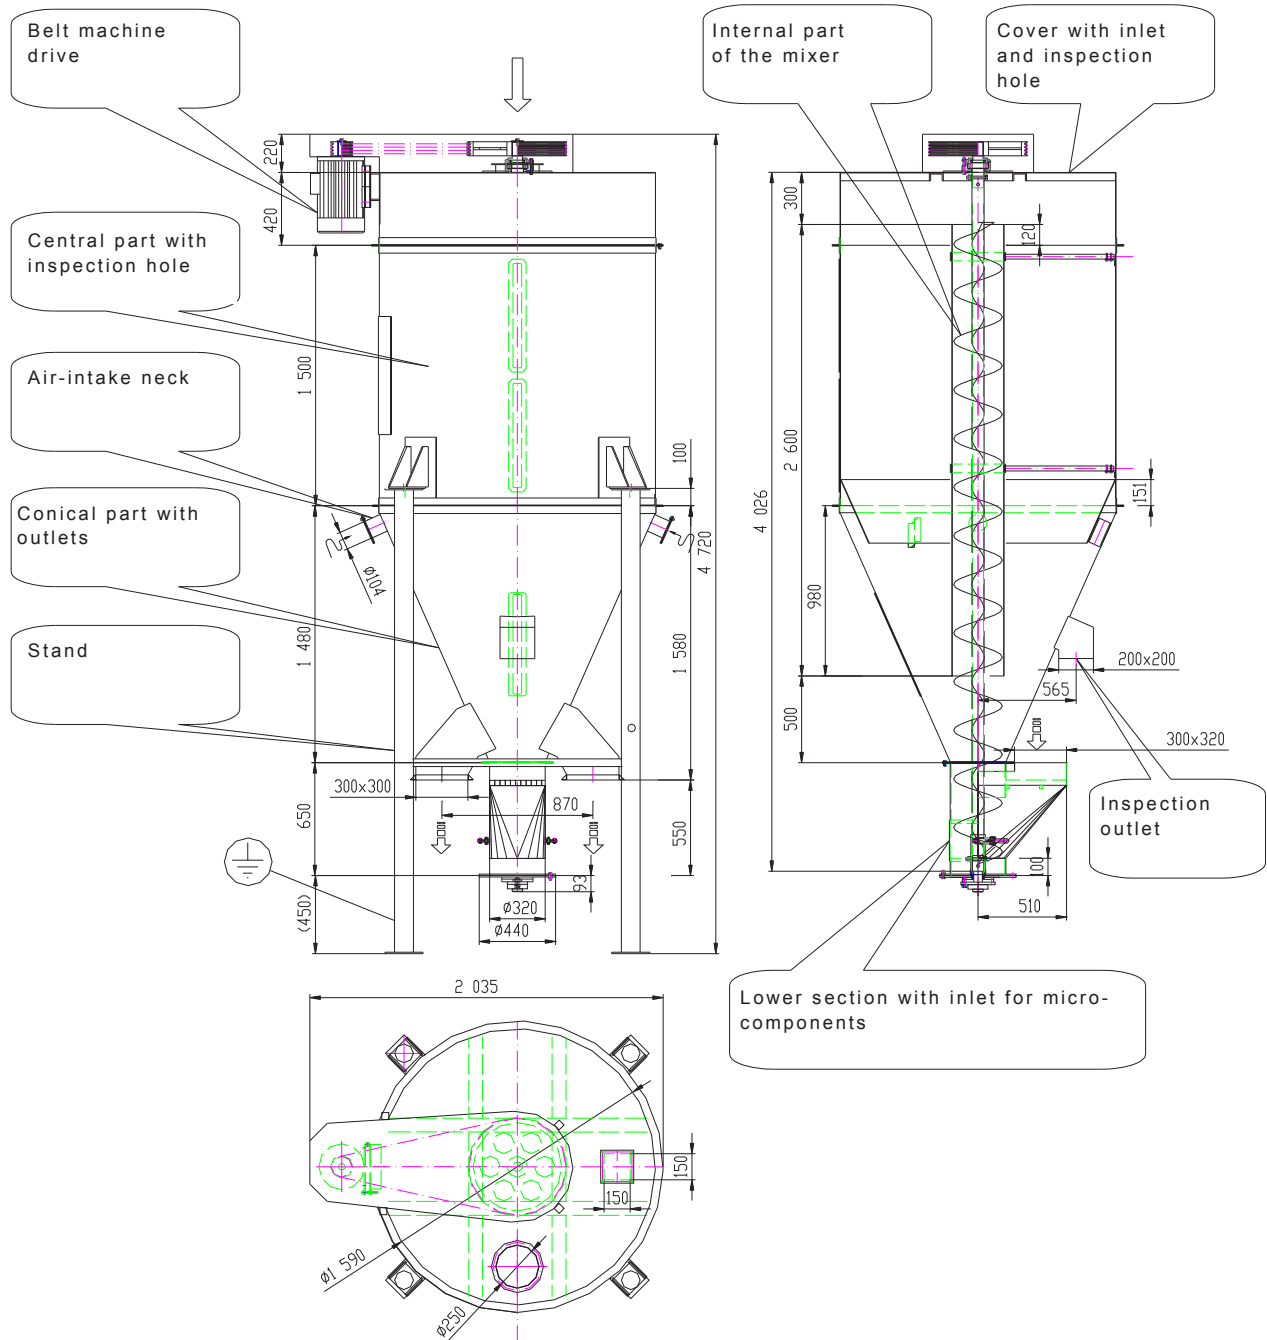 Belt machine
drive
Internal part
of the mixer
Cover with inlet
and inspection
hole
Central part with
inspection hole
Air-intake neck
Conical part with
outlets
Stand
Inspection
outlet
Lower section with inlet for micro-
components
220
420
1 500
1 480
650
(450)
100
4 720
1 580
550
Ø104
300x300
870
93
Ø320
Ø440
300
120
2 600
4 026
980
500
151
200x200
565
300x320
100
510
2 035
150
150
Ø1 590
Ø250